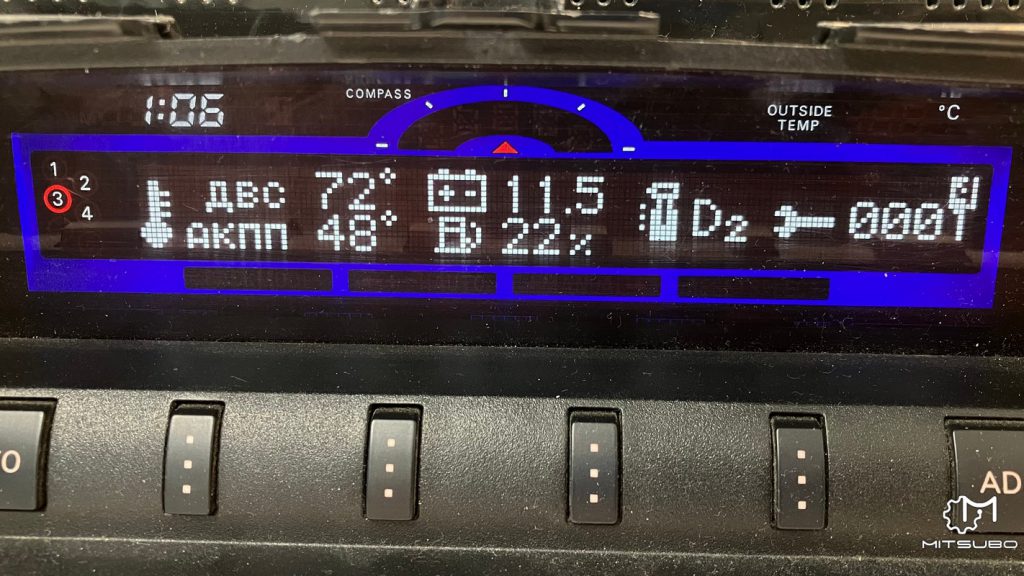 1:06
COMPASS
OUTSIDE TEMP
°C
1
2
3
4
ДВС 72° 11.5
АКПП 48° 22% D2 0001
AD
MITSUBO